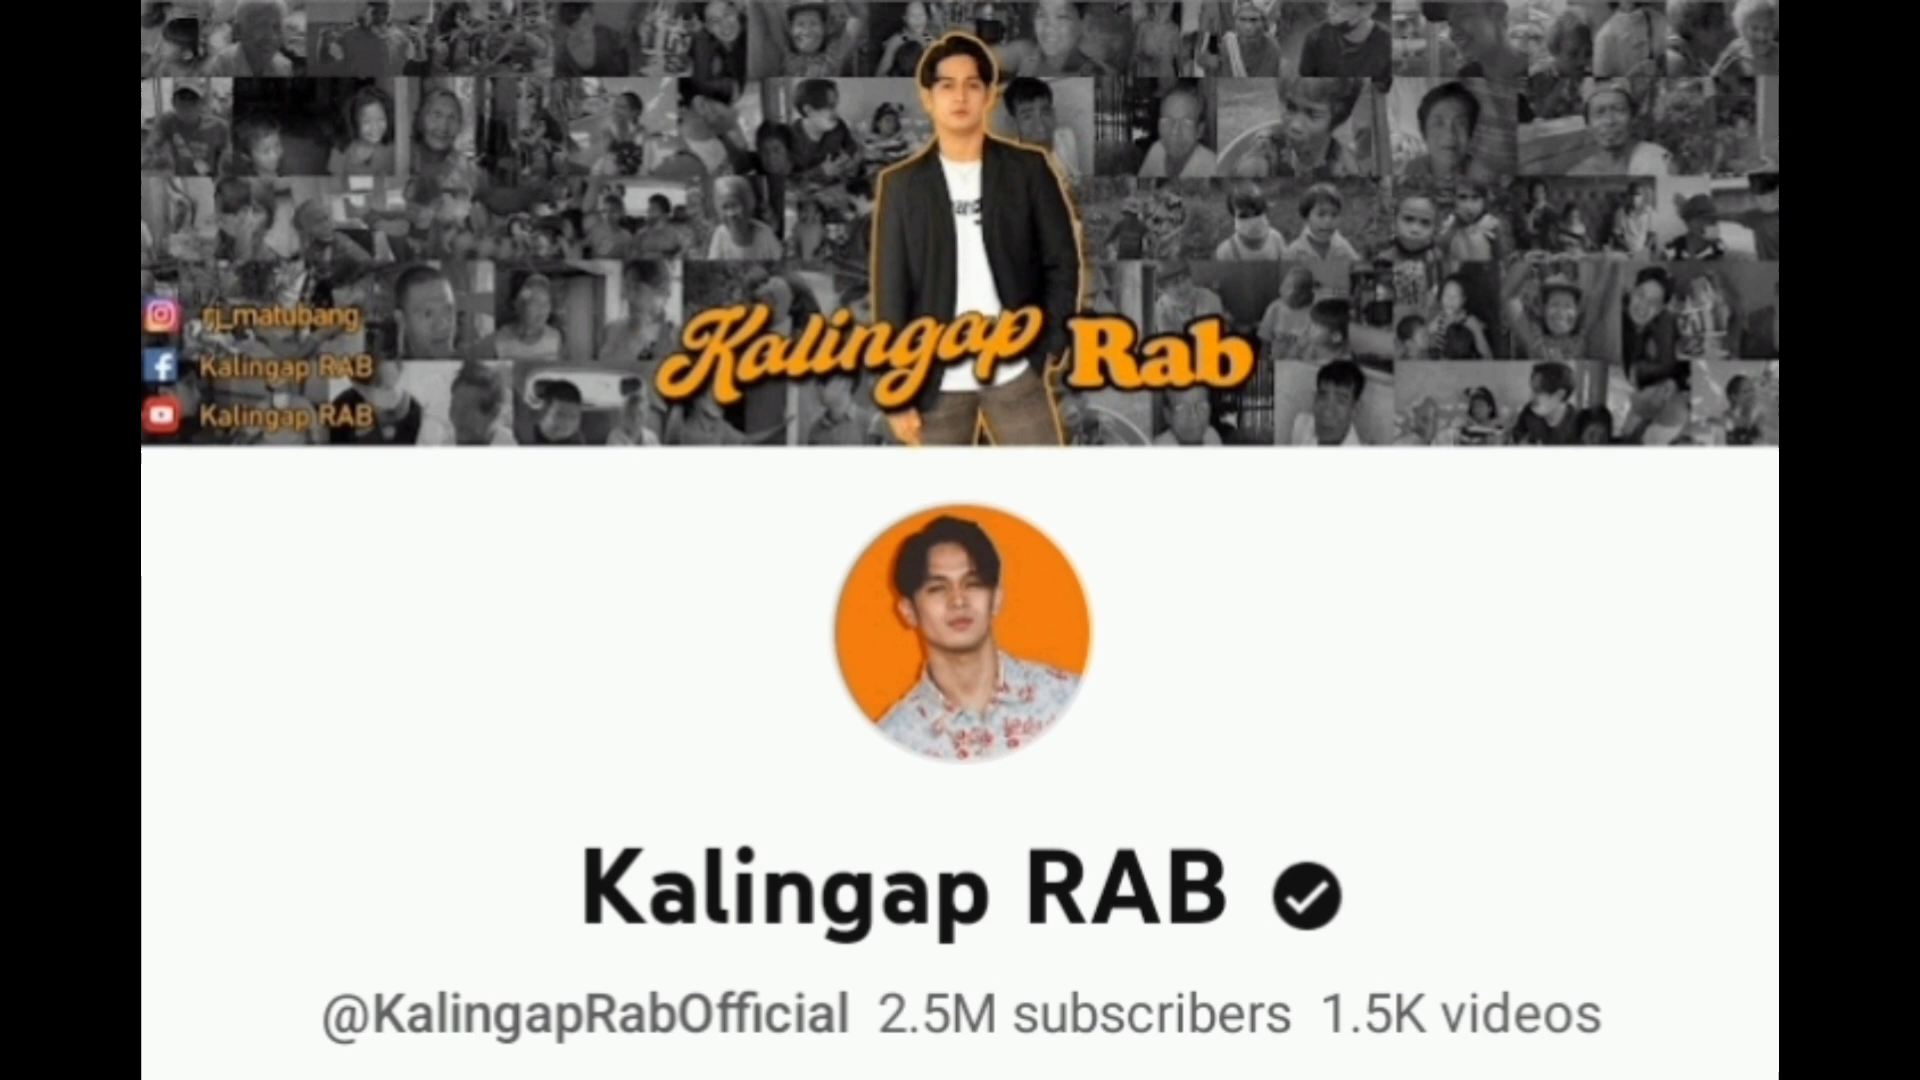 rj_matubang
Kalingap RAB
Kalingap RAB
Kalingap Rab
Kalingap RAB
@KalingapRabOfficial 2.5M subscribers 1.5K videos